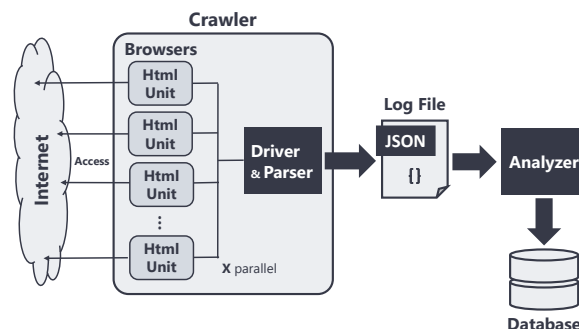 Crawler
Browsers
Html
Unit
Html
Unit
Html
Unit
⋮
Html
Unit
Internet
Access
Driver
& Parser
X parallel
Log File
JSON
{ }
Analyzer
Database